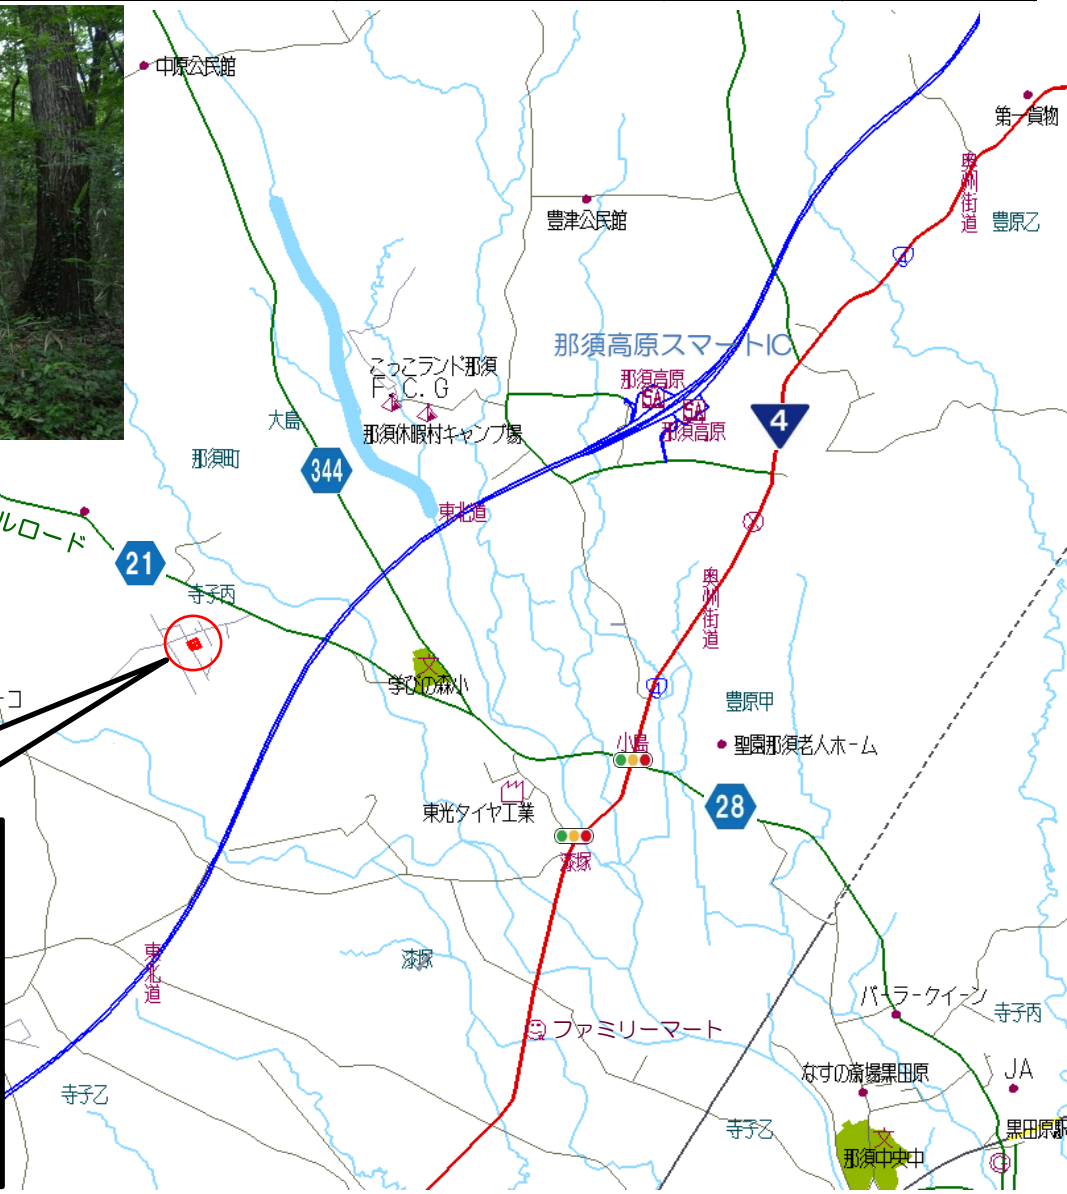 中原公民館
第一貨物
奥州街道
豊原乙
豊津公民館
4
那須高原スマートIC
こっこランド那須
F.C.G
那須高原
SA
SA
那須高原
大島
4
那須休暇村キャンプ場
那須町
344
東北道
ルロード
21
寺子丙
奥州街道
文
学びの森小
4
豊原甲
コ
小島
聖園那須老人ホーム
28
東光タイヤ工業
漆塚
東北道
漆塚
パーラークイーン
寺子丙
ファミリーマート
なすの斎場黒田原
JA
寺子乙
寺子乙
黒田原駅
文
那須中央中